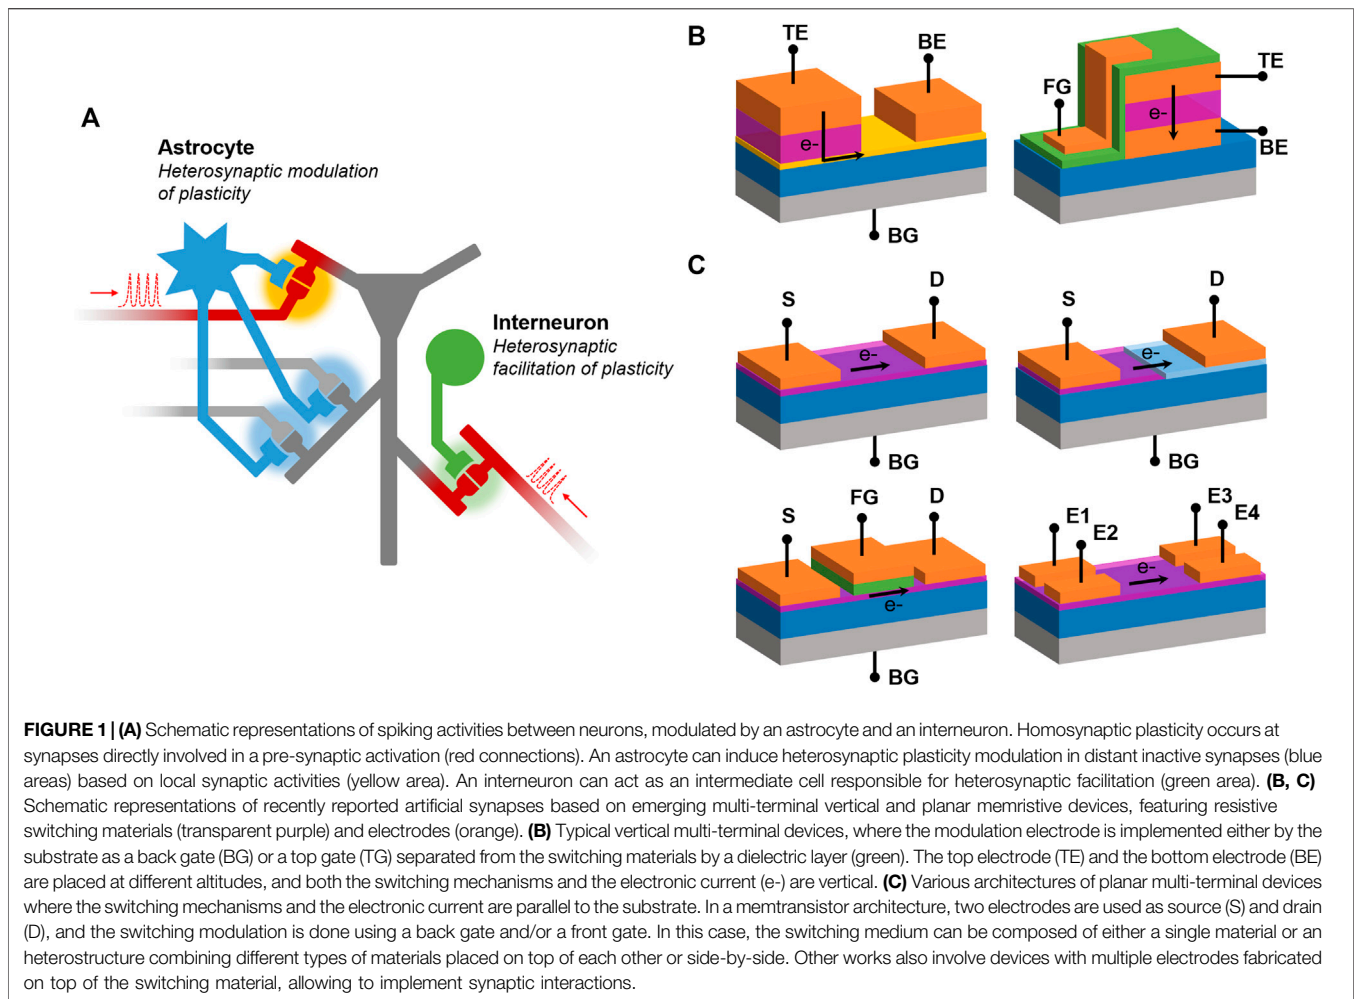 A
Astrocyte
Heterosynaptic modulation
of plasticity
Interneuron
Heterosynaptic
facilitation of plasticity
B
TE
BE
e-
BG
FG
TE
e-
BE
C
S
D
e-
BG
S
D
e-
BG
S
FG
D
e-
BG
E1
E2
E3
E4
e-
FIGURE 1 | (A) Schematic representations of spiking activities between neurons, modulated by an astrocyte and an interneuron. Homosynaptic plasticity occurs at
synapses directly involved in a pre-synaptic activation (red connections). An astrocyte can induce heterosynaptic plasticity modulation in distant inactive synapses (blue
areas) based on local synaptic activities (yellow area). An interneuron can act as an intermediate cell responsible for heterosynaptic facilitation (green area). (B, C)
Schematic representations of recently reported artificial synapses based on emerging multi-terminal vertical and planar memristive devices, featuring resistive
switching materials (transparent purple) and electrodes (orange). (B) Typical vertical multi-terminal devices, where the modulation electrode is implemented either by the
substrate as a back gate (BG) or a top gate (TG) separated from the switching materials by a dielectric layer (green). The top electrode (TE) and the bottom electrode (BE)
are placed at different altitudes, and both the switching mechanisms and the electronic current (e-) are vertical. (C) Various architectures of planar multi-terminal devices
where the switching mechanisms and the electronic current are parallel to the substrate. In a memtransistor architecture, two electrodes are used as source (S) and drain
(D), and the switching modulation is done using a back gate and/or a front gate. In this case, the switching medium can be composed of either a single material or an
heterostructure combining different types of materials placed on top of each other or side-by-side. Other works also involve devices with multiple electrodes fabricated
on top of the switching material, allowing to implement synaptic interactions.